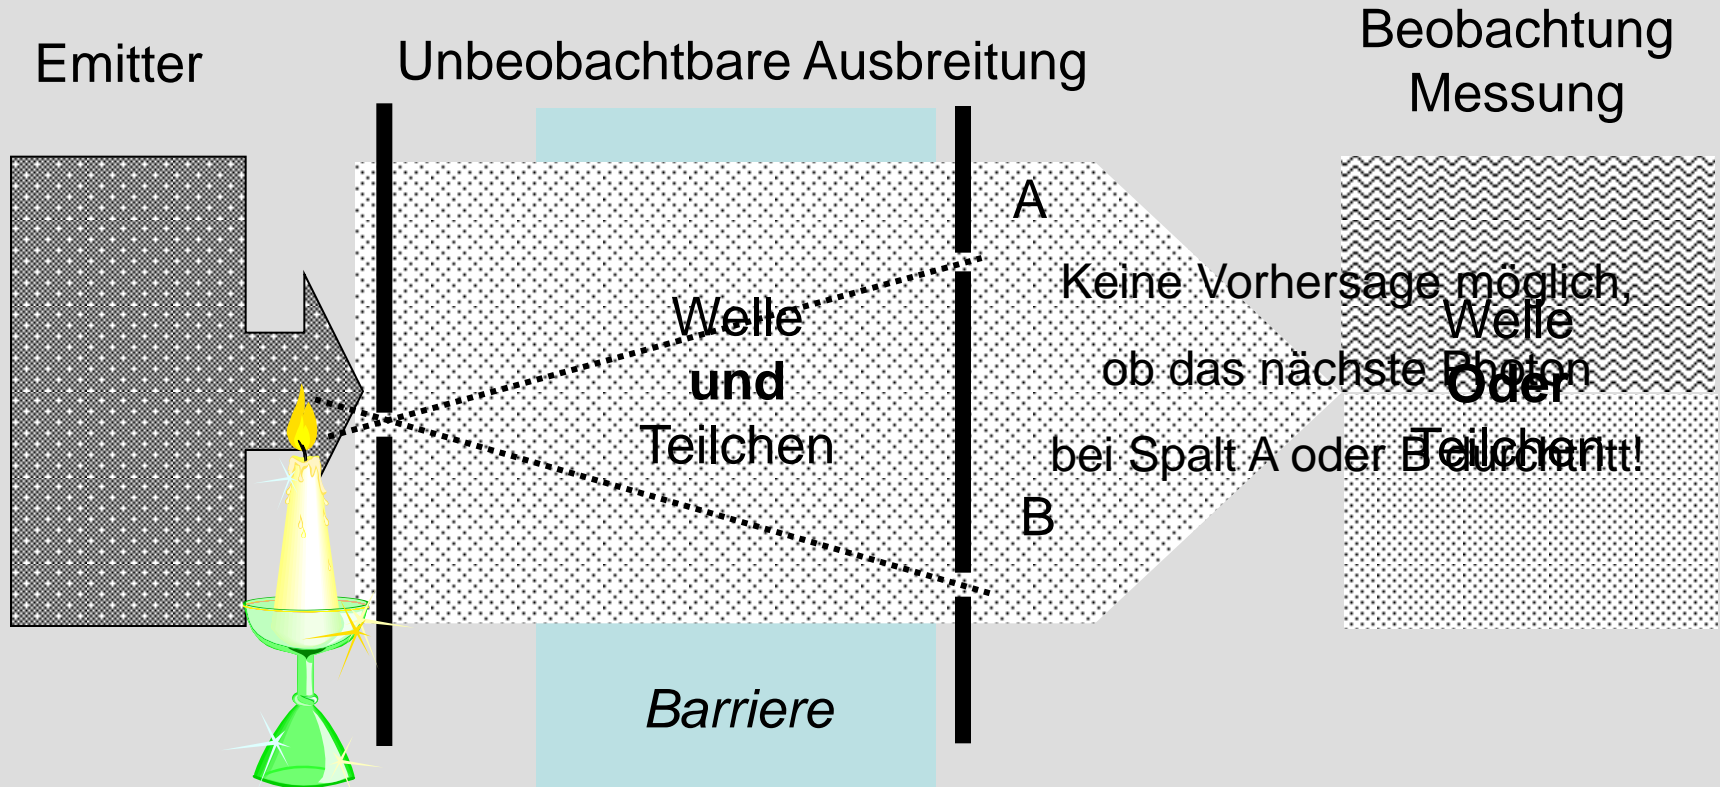 Emitter
Unbeobachtbare Ausbreitung
Beobachtung
Messung
A
Welle
und
Teilchen
Keine Vorhersage möglich,
ob das nächste Photon
bei Spalt A oder B durchtritt!
Welle
Oder
Teilchen
B
Barriere